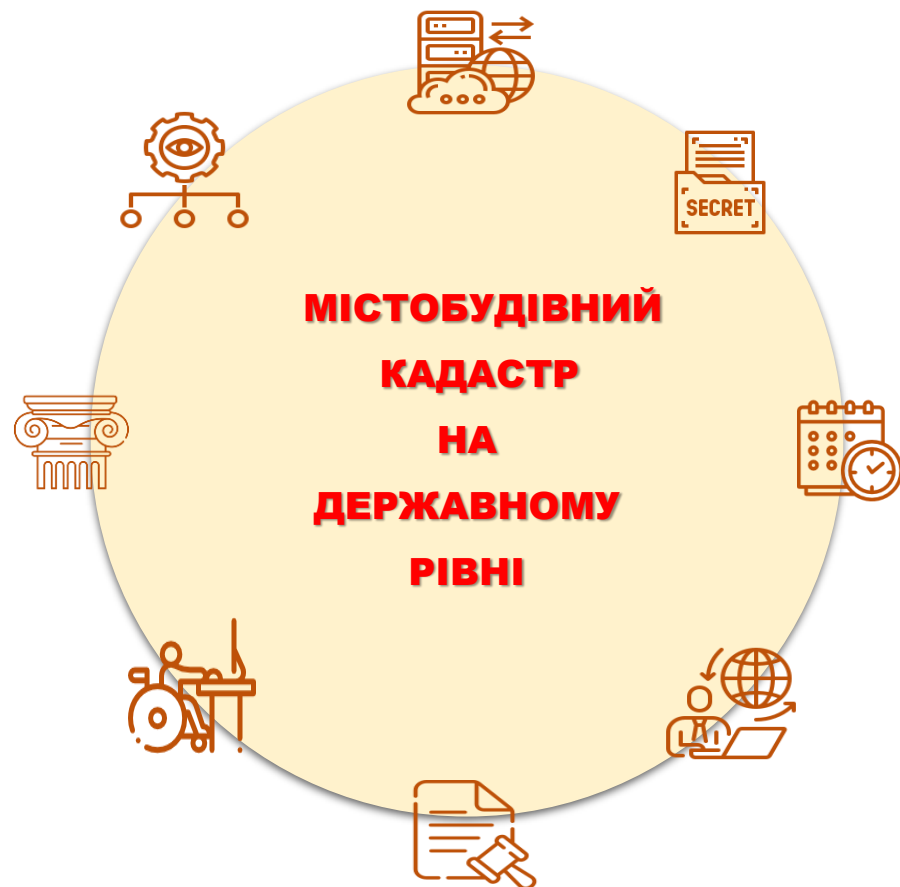 SECRET
МІСТОБУДІВНИЙ
КАДАСТР
НА
ДЕРЖАВНОМУ
РІВНІ